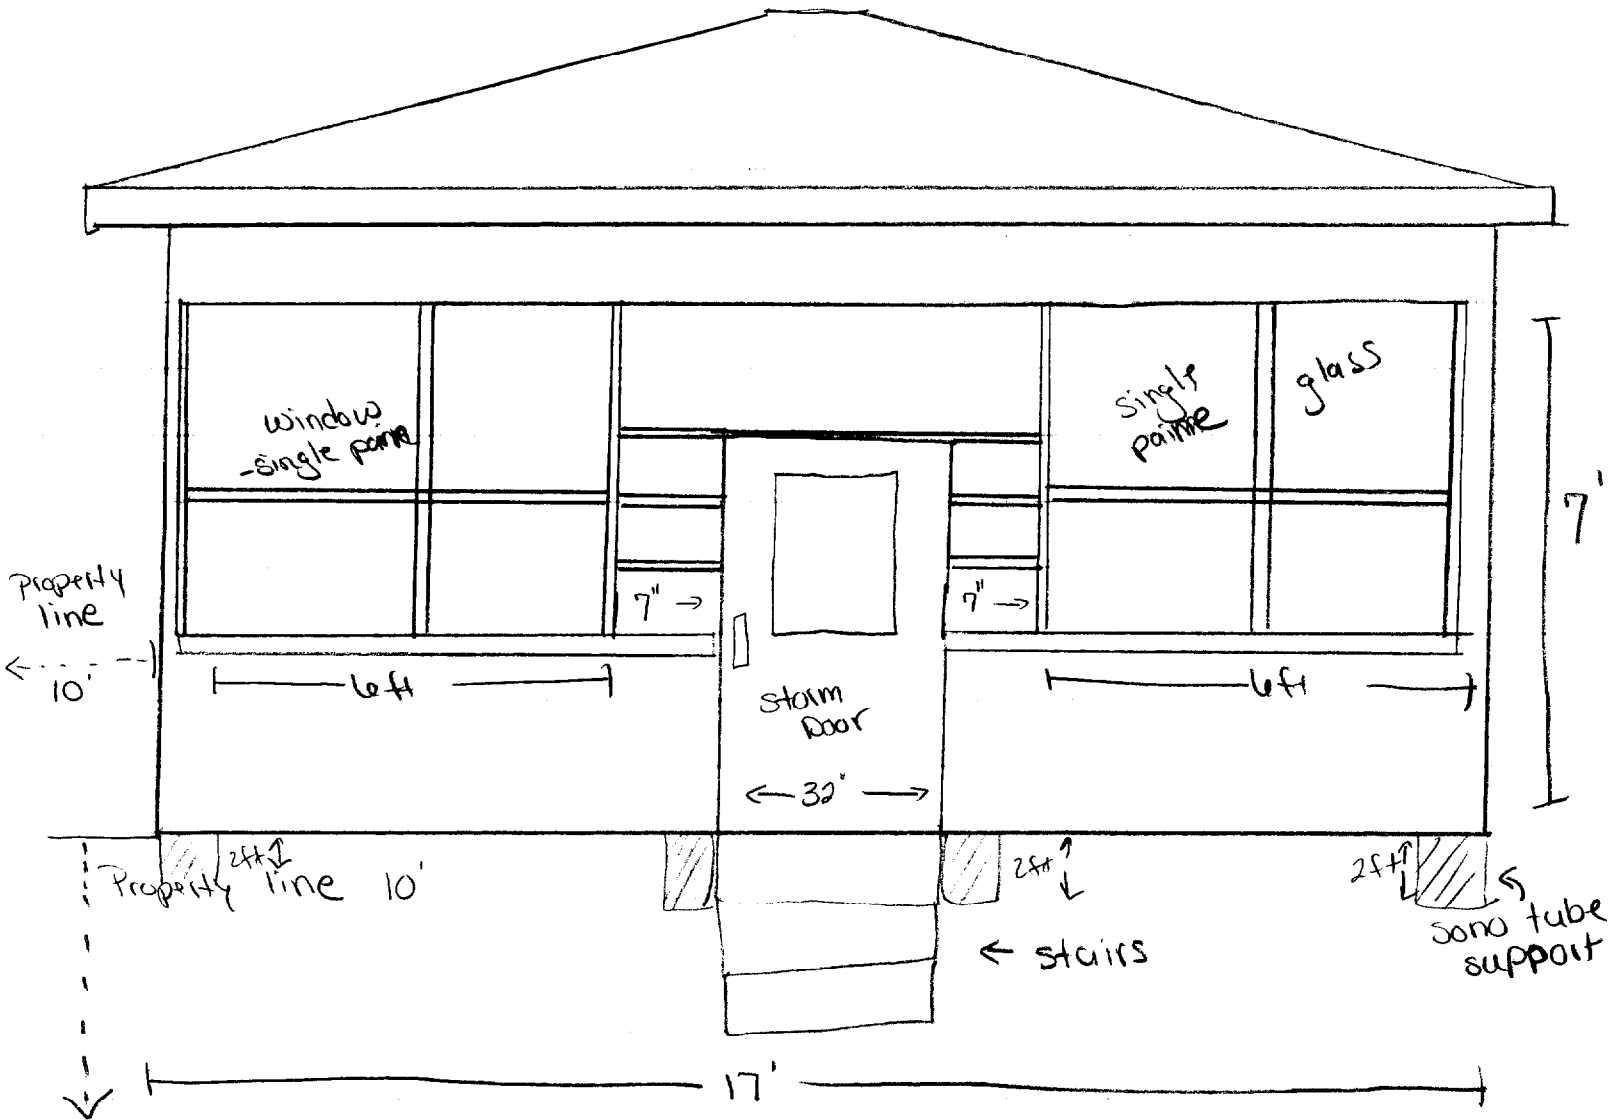 window
-single pane
single
paine
glass
7'
Property
line
10'
7" →
7" →
6ft
6ft
Storm
Door
32"
2ft
Property line 10'
2ft
2ft
sono tube
support
← stairs
17'